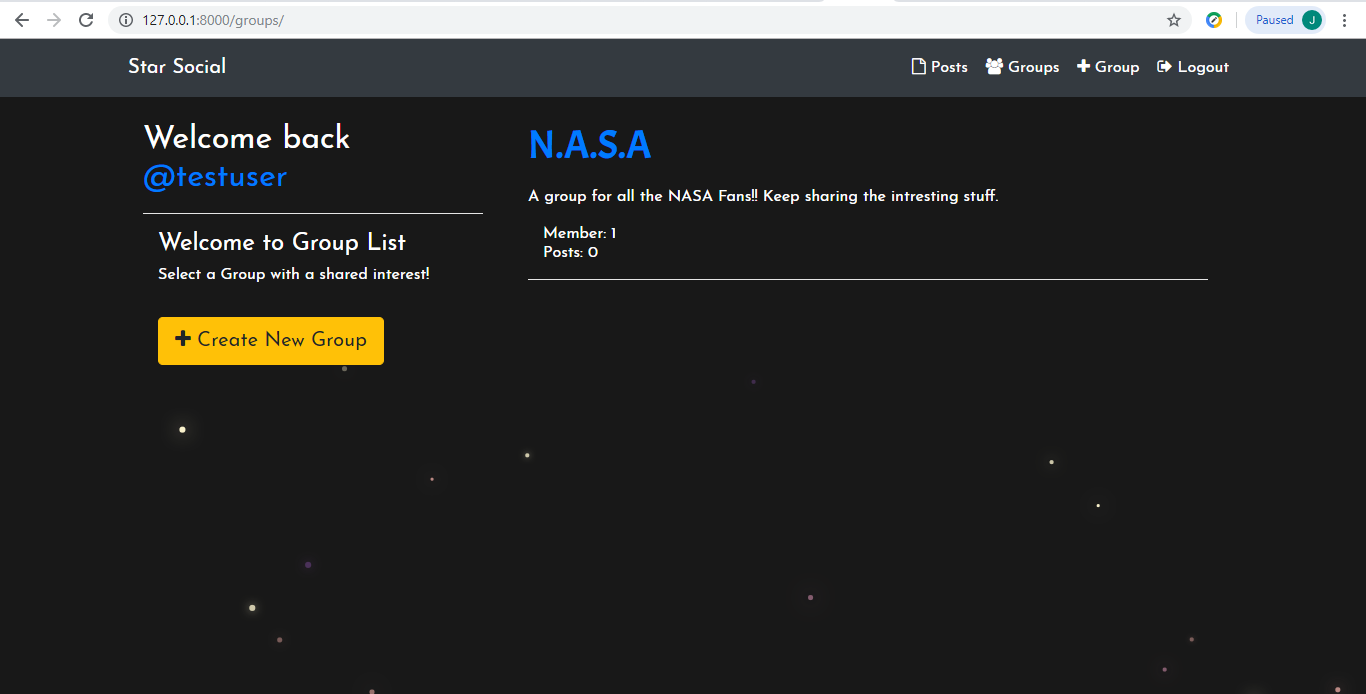 127.0.0.1:8000/groups/
Paused
J
Star Social
Posts
Groups
Group
Logout
Welcome back
@testuser
Welcome to Group List
Select a Group with a shared interest!
Create New Group
N.A.S.A
A group for all the NASA Fans!! Keep sharing the intresting stuff.
Member: 1
Posts: 0